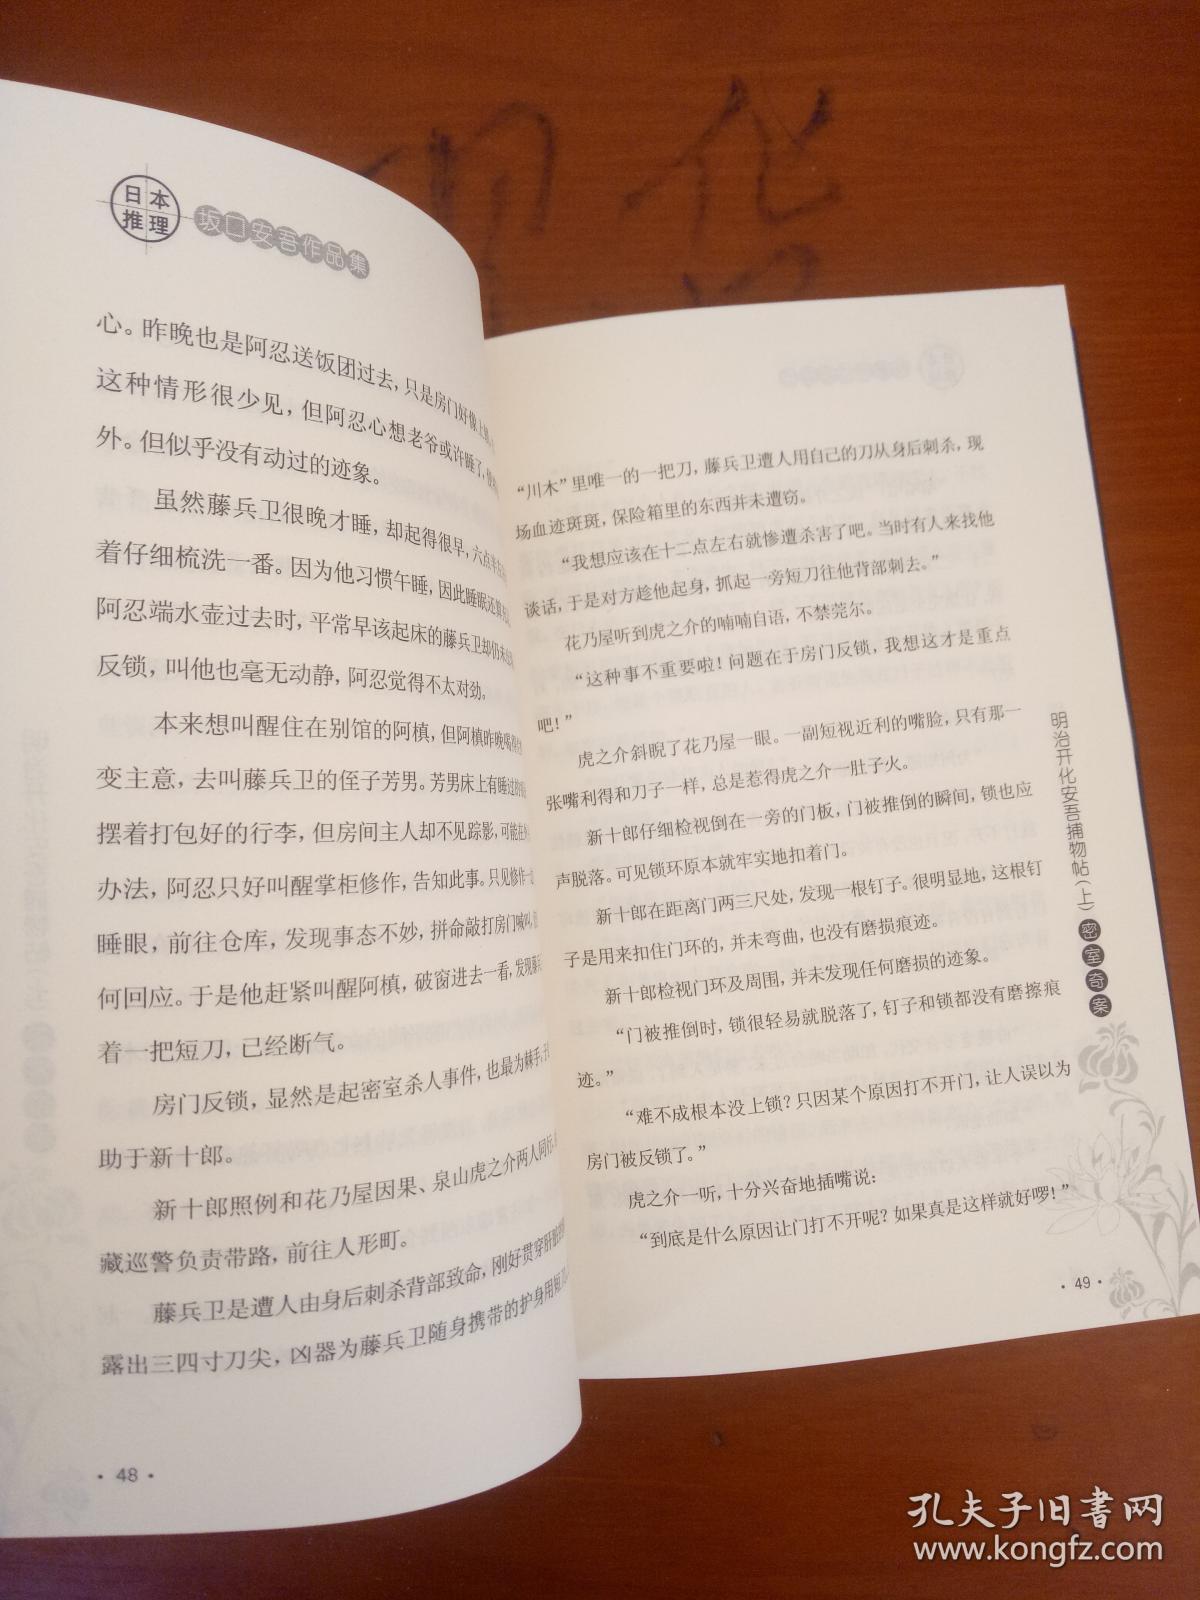 日本
推理
坂口安吾作品集
心。昨晚也是阿忍送饭团过去，只是房门好像上
这种情形很少见，但阿忍心想老爷或许睡了，
外。但似乎没有动过的迹象。
虽然藤兵卫很晚才睡，却起得很早，六点半
着仔细梳洗一番。因为他习惯午睡，因此睡眠还算
阿忍端水壶过去时，平常早该起床的藤兵卫却仍未
反锁，叫他也毫无动静，阿忍觉得不太对劲。
本来想叫醒住在别馆的阿槙，但阿槙昨晚喝得
变主意，去叫藤兵卫的侄子芳男。芳男床上有睡过的
摆着打包好的行李，但房间主人却不见踪影，可能在
办法，阿忍只好叫醒掌柜修作，告知此事。只见修作一
睡眼，前往仓库，发现事态不妙，拼命敲打房门喊叫，
何回应。于是他赶紧叫醒阿槙，破窗进去一看，发现藤
着一把短刀，已经断气。
房门反锁，显然是起密室杀人事件，也最为棘手，于
助于新十郎。
新十郎照例和花乃屋因果、泉山虎之介两人同行，
藏巡警负责带路，前往人形町。
藤兵卫是遭人由身后刺杀背部致命，刚好贯穿肝脏
露出三四寸刀尖，凶器为藤兵卫随身携带的护身用短刀，
· 48 ·
“川木”里唯一的一把刀，藤兵卫遭人用自己的刀从身后刺杀，现
场血迹斑斑，保险箱里的东西并未遭窃。
“我想应该在十二点左右就惨遭杀害了吧。当时有人来找他
谈话，于是对方趁他起身，抓起一旁短刀往他背部刺去。”
花乃屋听到虎之介的喃喃自语，不禁莞尔。
“这种事不重要啦！问题在于房门反锁，我想这才是重点
吧！”
虎之介斜睨了花乃屋一眼。一副短视近利的嘴脸，只有那一
张嘴利得和刀子一样，总是惹得虎之介一肚子火。
新十郎仔细检视倒在一旁的门板，门被推倒的瞬间，锁也应
声脱落。可见锁环原本就牢实地扣着门。
新十郎在距离门两三尺处，发现一根钉子。很明显地，这根钉
子是用来扣住门环的，并未弯曲，也没有磨损痕迹。
新十郎检视门环及周围，并未发现任何磨损的迹象。
“门被推倒时，锁很轻易就脱落了，钉子和锁都没有磨擦痕
迹。”
“难不成根本没上锁？只因某个原因打不开门，让人误以为
房门被反锁了。”
虎之介一听，十分兴奋地插嘴说：
“到底是什么原因让门打不开呢？如果真是这样就好啰！”
· 49 ·
明治开化安吾捕物帖（上）密室奇案
孔夫子旧书网
www.kongfz.com